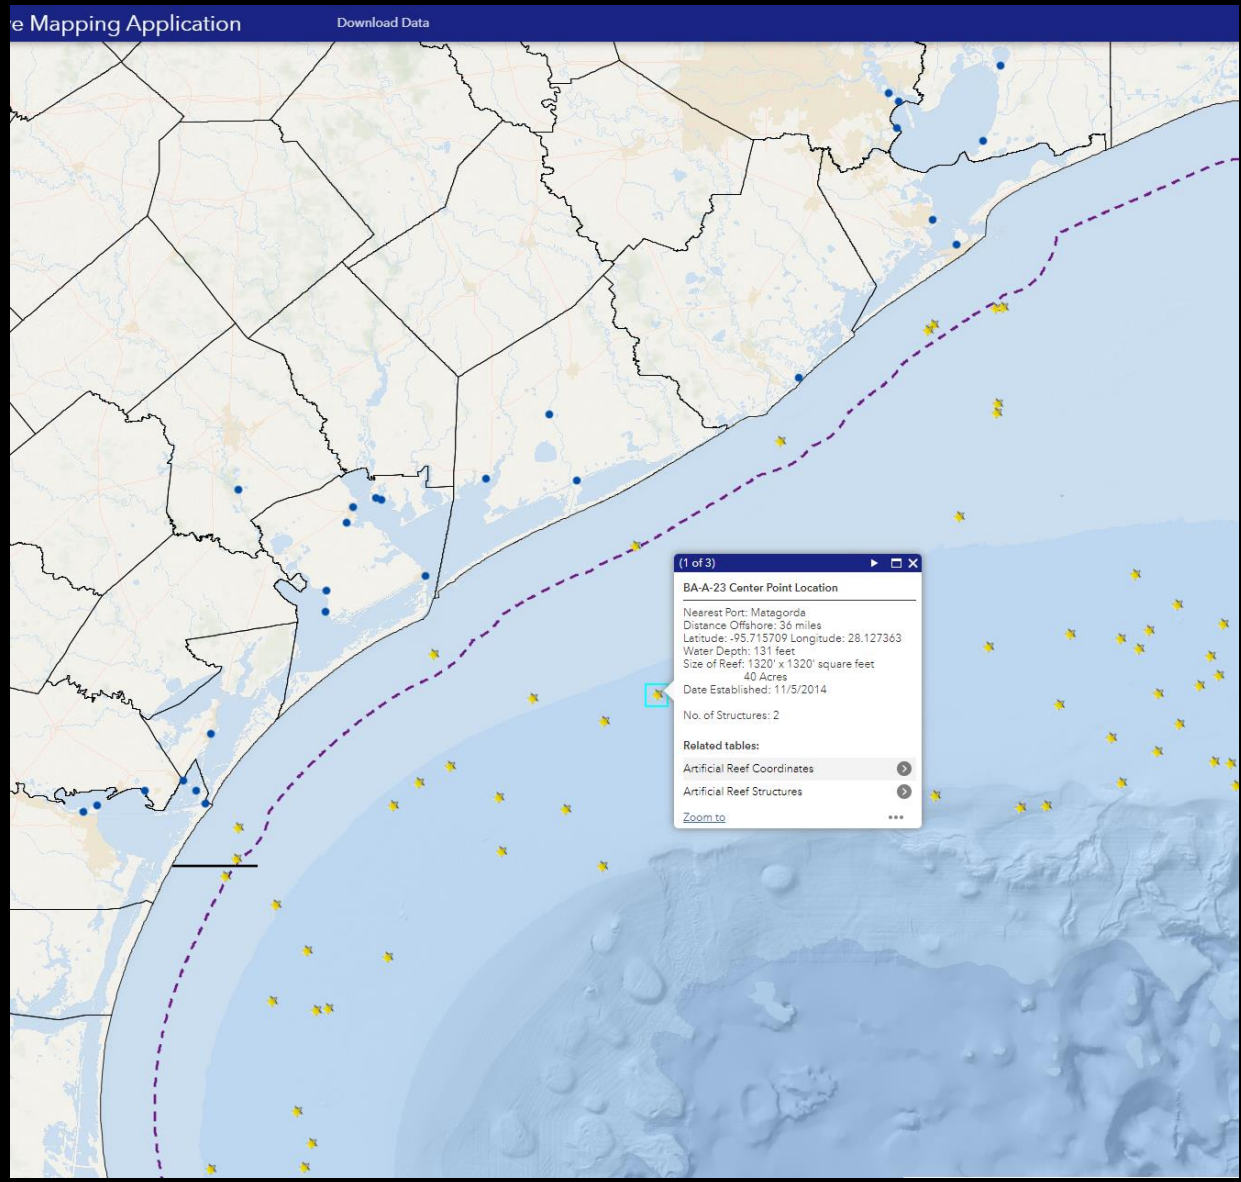 e Mapping Application
Download Data
(1 of 3)
BA-A-23 Center Point Location
Nearest Port: Matagorda
Distance Offshore: 36 miles
Latitude: -95.715709 Longitude: 28.127363
Water Depth: 131 feet
Size of Reef: 1320' x 1320' square feet
40 Acres
Date Established: 11/5/2014
No. of Structures: 2
Related tables:
Artificial Reef Coordinates
Artificial Reef Structures
Zoom to